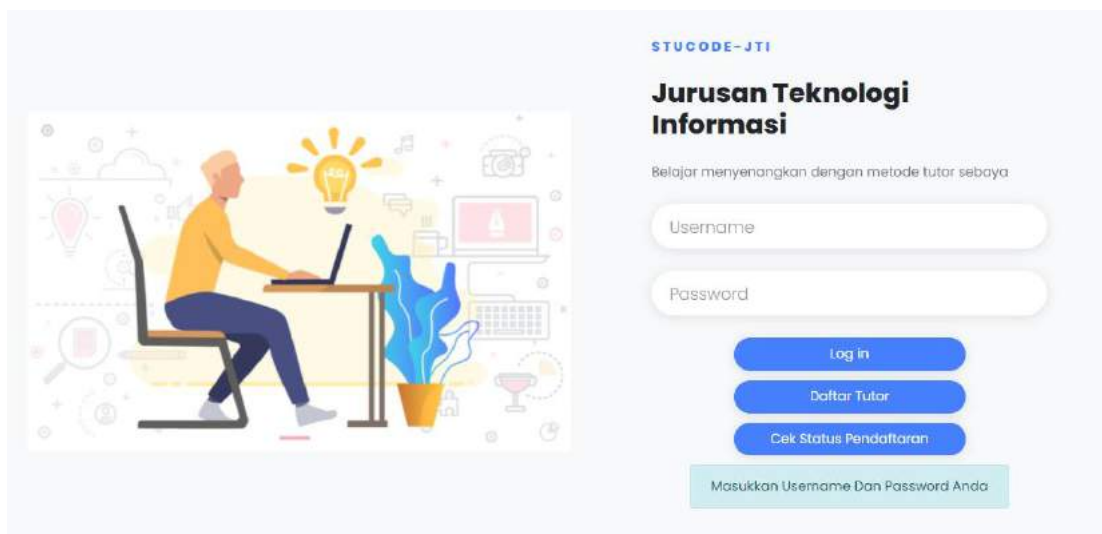 STUCODE-JTI
Jurusan Teknologi
Informasi
Belajar menyenangkan dengan metode tutor sebaya
Username
Password
Log in
Daftar Tutor
Cek Status Pendaftaran
Masukkan Username Dan Password Anda